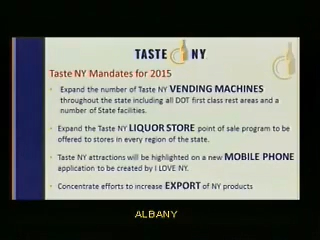 TASTE NY
Taste NY Mandates for 2015
• Expand the number of Taste NY VENDING MACHINES
throughout the state including all DOT first class rest areas and a
number of State facilities.
• Expand the Taste NY LIQUOR STORE point of sale program to be
offered to stores in every region of the state.
• Taste NY attractions will be highlighted on a new MOBILE PHONE
application to be created by I LOVE NY.
• Concentrate efforts to increase EXPORT of NY products
ALBANY